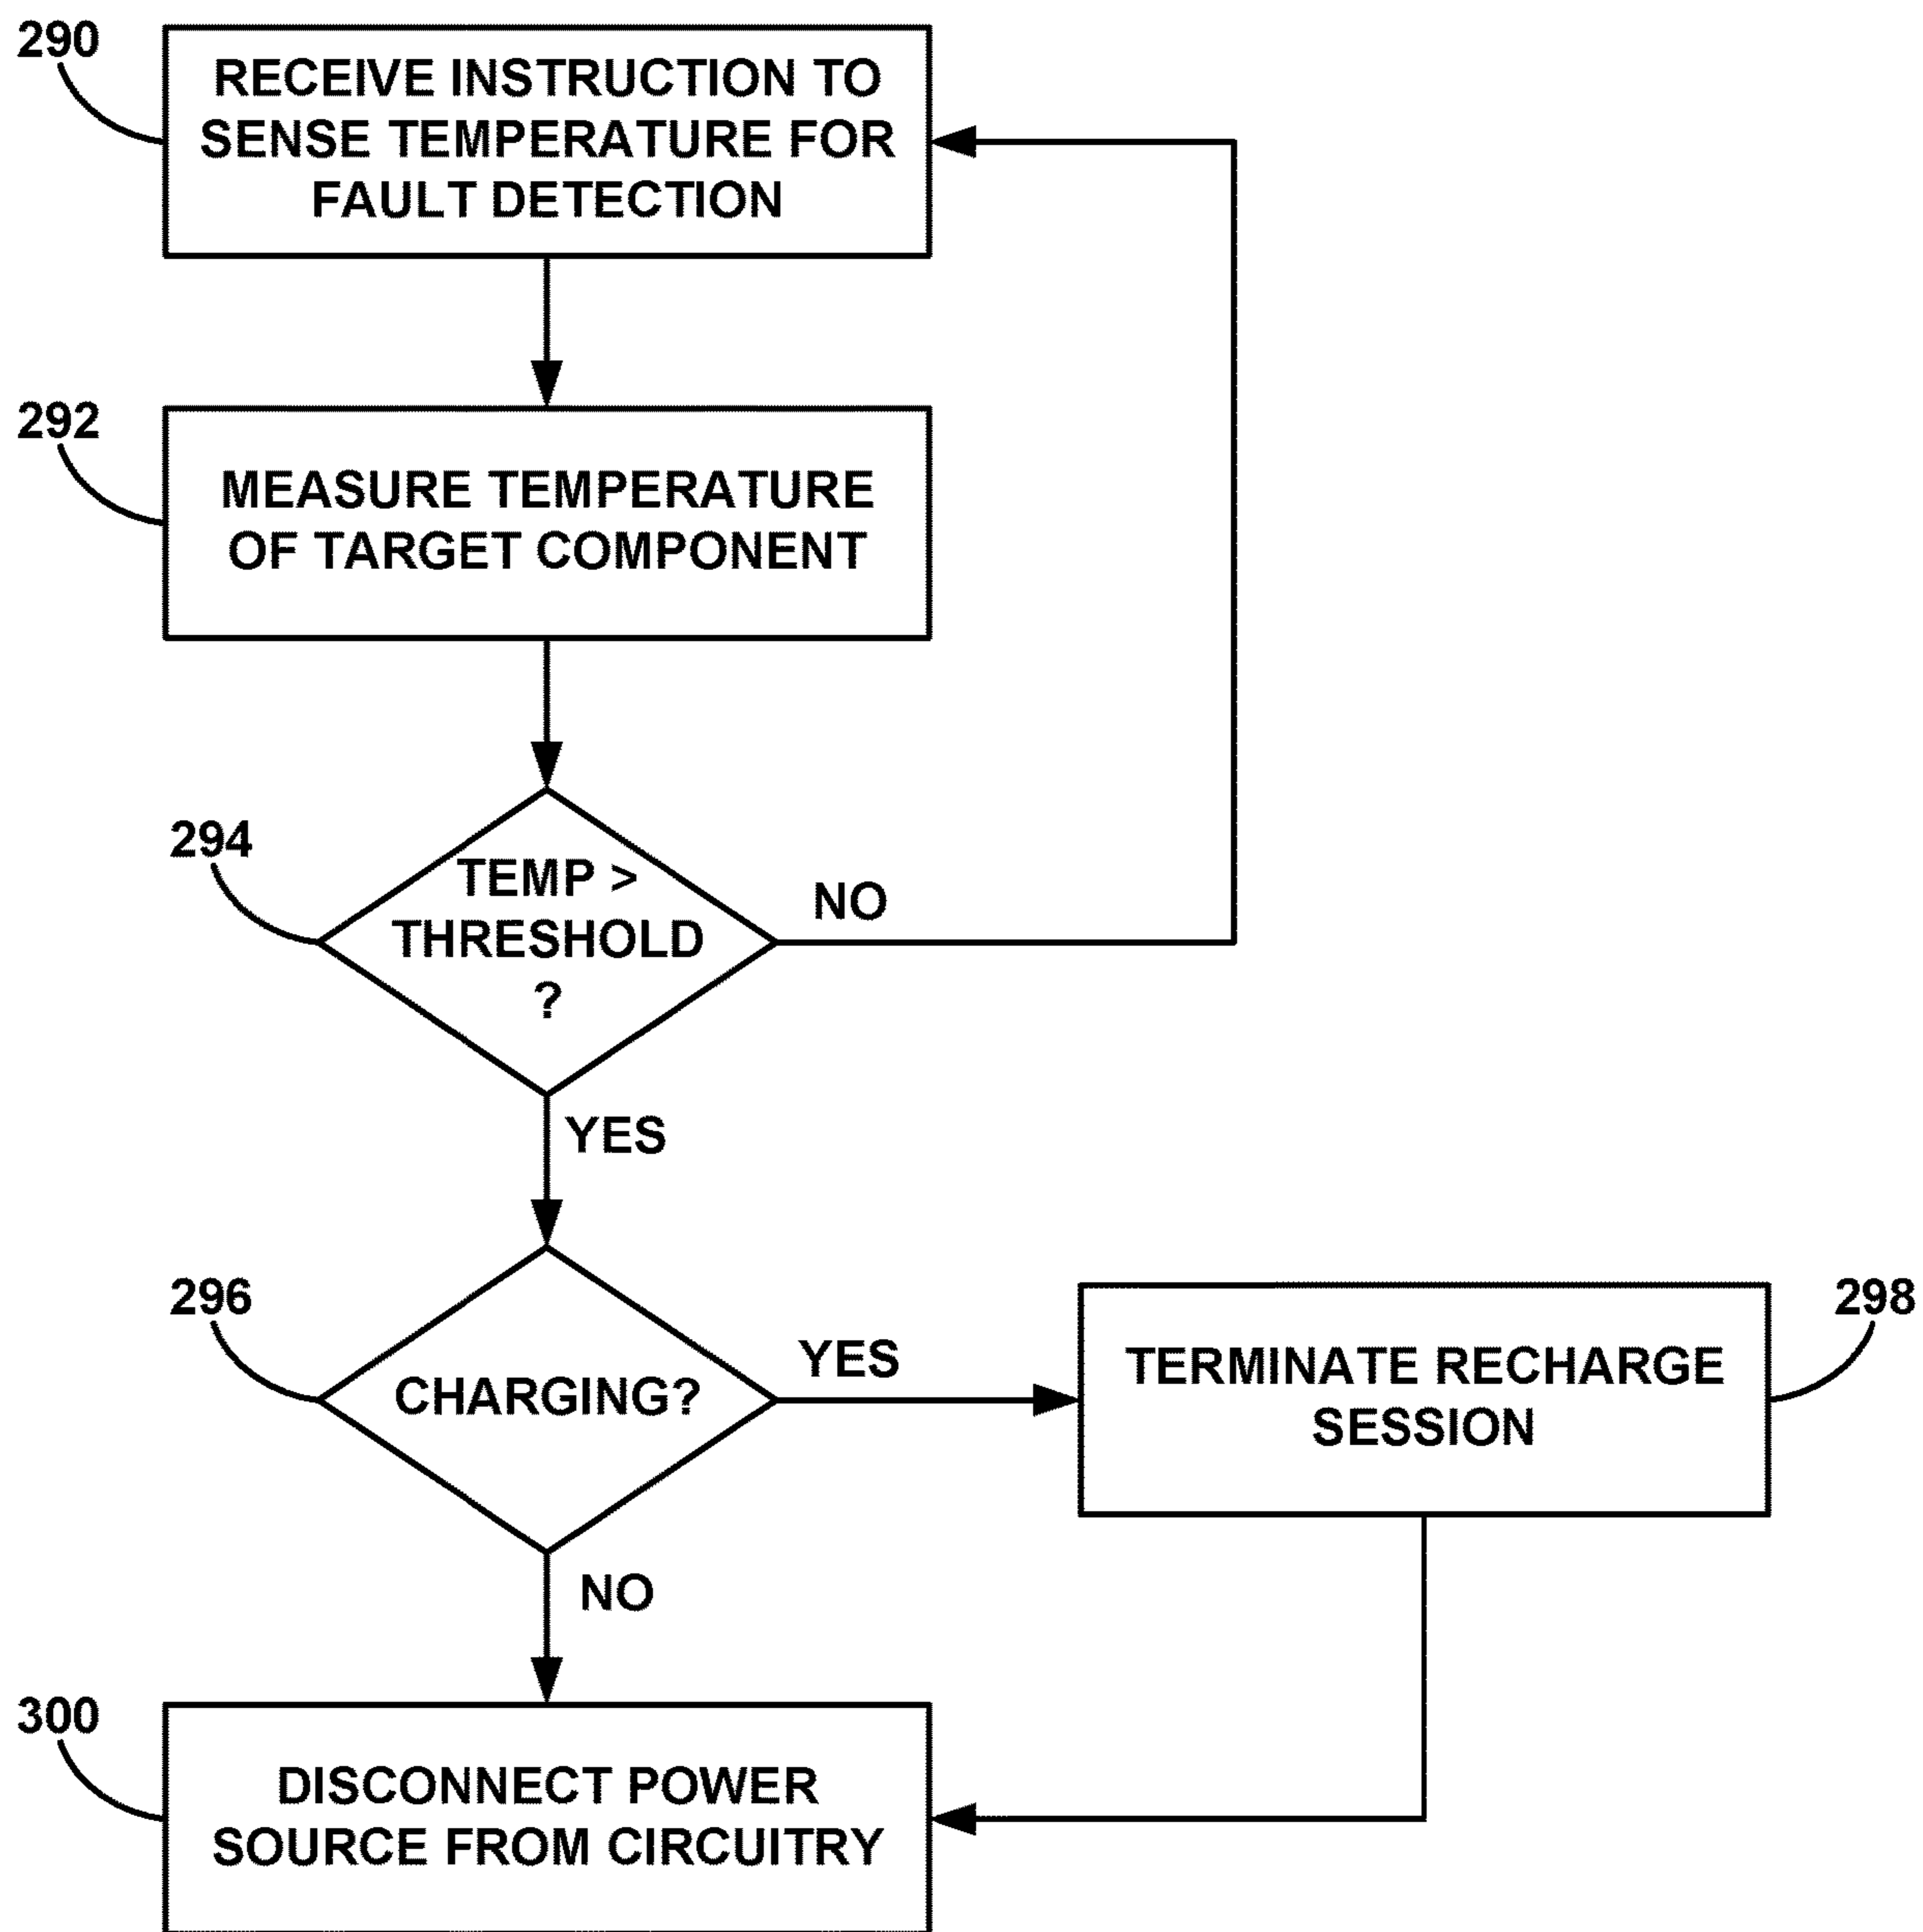 290
RECEIVE INSTRUCTION TO
SENSE TEMPERATURE FOR
FAULT DETECTION
292
MEASURE TEMPERATURE
OF TARGET COMPONENT
294
TEMP >
THRESHOLD
?
NO
YES
296
CHARGING?
YES
298
TERMINATE RECHARGE
SESSION
NO
300
DISCONNECT POWER
SOURCE FROM CIRCUITRY